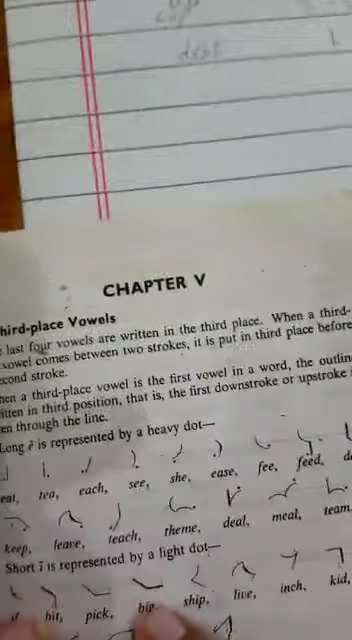 CHAPTER V
hird-place Vowels
last four vowels are written in the third place. When a third-
vowel comes between two strokes, it is put in third place before
econd stroke.
hen a third-place vowel is the first vowel in a word, the outlin
itten in third position, that is, the first downstroke or upstroke i
en through the line.
Long ē is represented by a heavy dot—
eat, tea, each, see, she, ease, fee, feed, d
keep, leave, teach, theme, deal, meal, team
Short ĭ is represented by a light dot—
if bit, pick, big, ship, live, inch, kid,